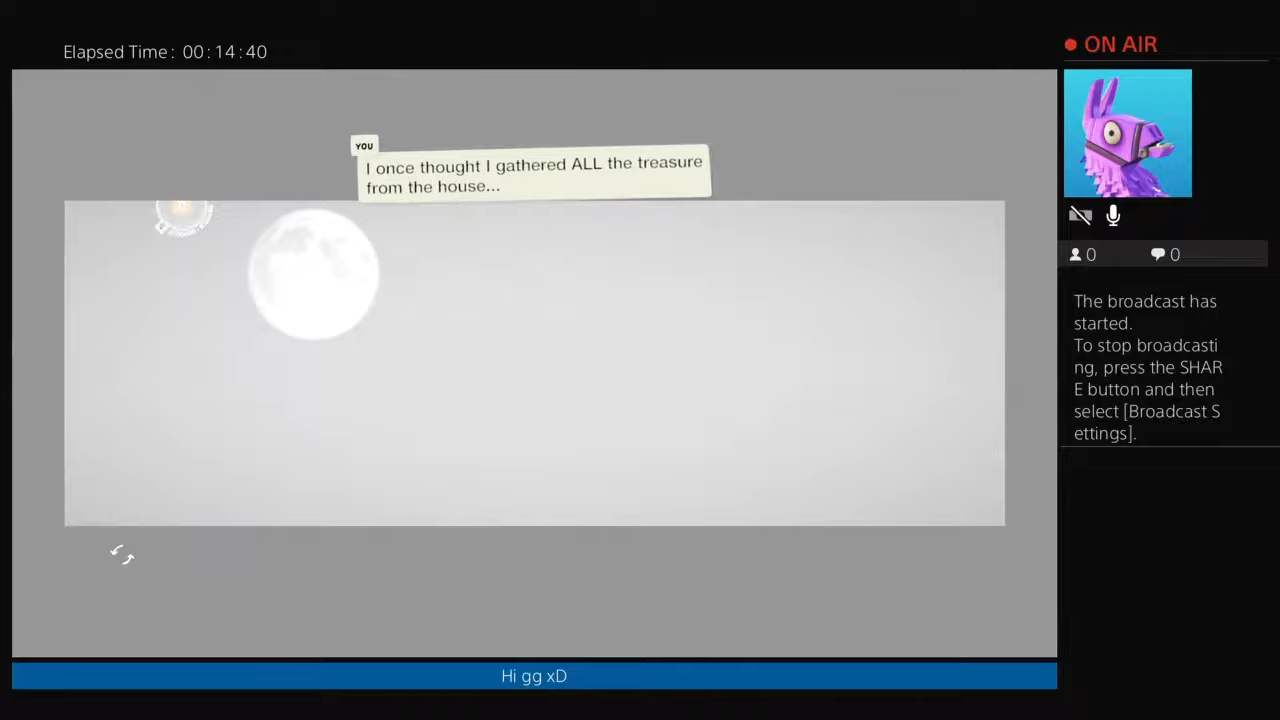 Elapsed Time: 00:14:40
ON AIR
YOU
I once thought I gathered ALL the treasure
from the house...
0
0
The broadcast has
started.
To stop broadcasti
ng, press the SHAR
E button and then
select [Broadcast S
ettings].
Hi gg xD